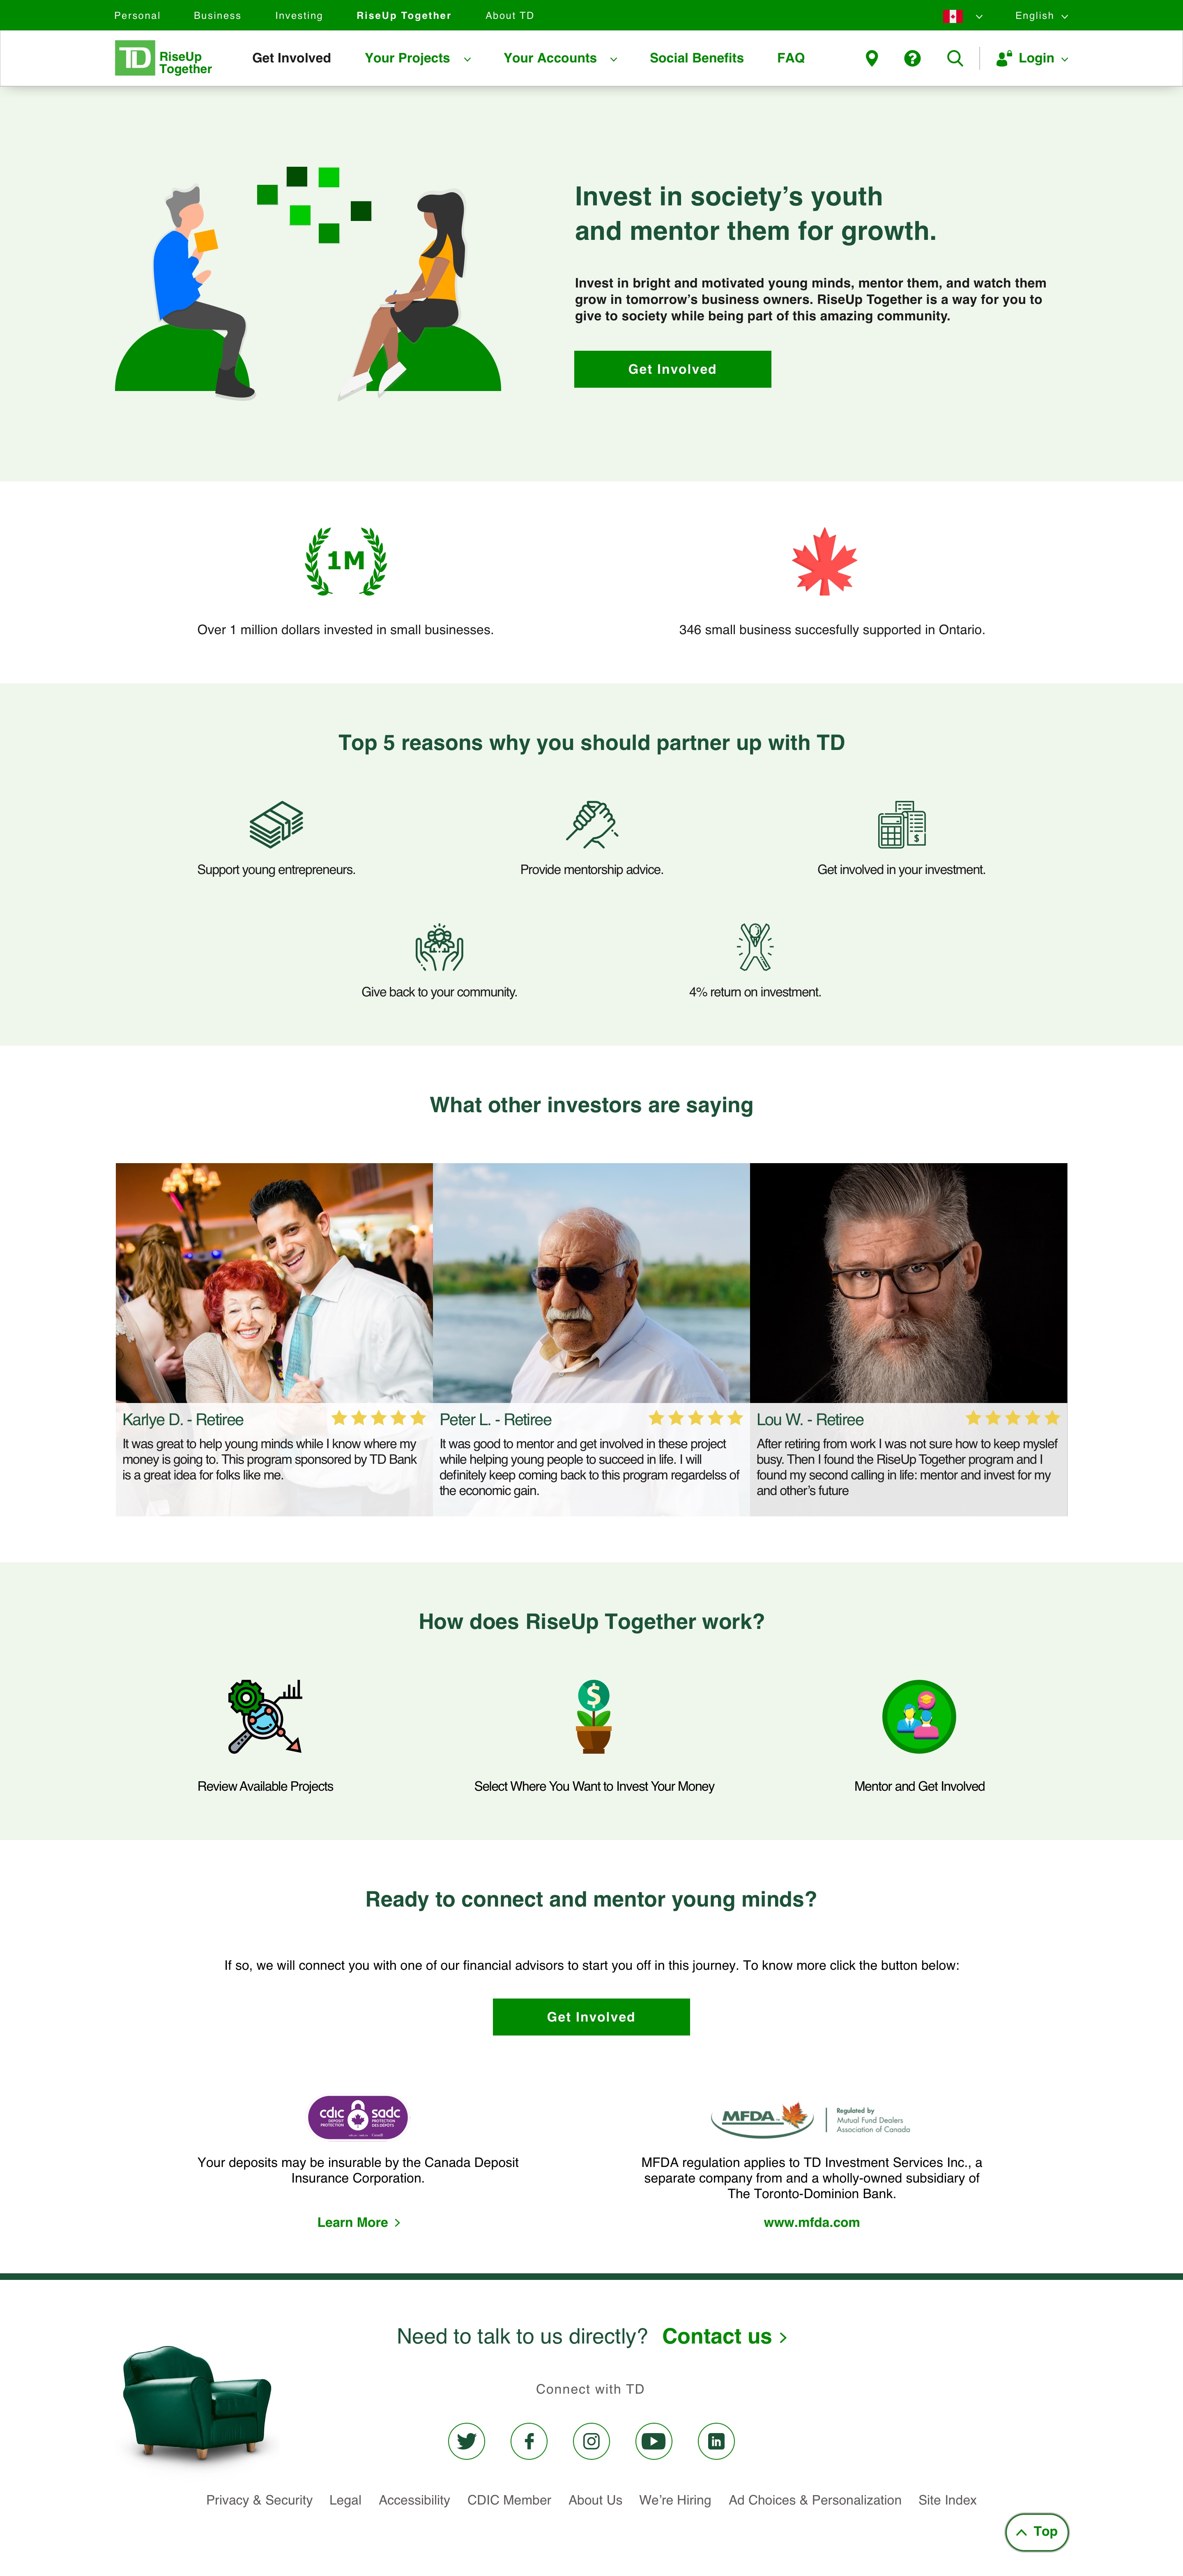 Personal Business Investing RiseUp Together About TD English
TD RiseUp
Together
Get Involved Your Projects Your Accounts Social Benefits FAQ Login
Invest in society’s youth
and mentor them for growth.
Invest in bright and motivated young minds, mentor them, and watch them
grow in tomorrow’s business owners. RiseUp Together is a way for you to
give to society while being part of this amazing community.
Get Involved
1M
Over 1 million dollars invested in small businesses.
346 small business succesfully supported in Ontario.
Top 5 reasons why you should partner up with TD
Support young entrepreneurs.
Provide mentorship advice.
Get involved in your investment.
Give back to your community.
4% return on investment.
What other investors are saying
Karlye D. - Retiree
It was great to help young minds while I know where my
money is going to. This program sponsored by TD Bank
is a great idea for folks like me.
Peter L. - Retiree
It was good to mentor and get involved in these project
while helping young people to succeed in life. I will
definitely keep coming back to this program regardelss of
the economic gain.
Lou W. - Retiree
After retiring from work I was not sure how to keep myslef
busy. Then I found the RiseUp Together program and I
found my second calling in life: mentor and invest for my
and other’s future
How does RiseUp Together work?
Review Available Projects
Select Where You Want to Invest Your Money
Mentor and Get Involved
Ready to connect and mentor young minds?
If so, we will connect you with one of our financial advisors to start you off in this journey. To know more click the button below:
Get Involved
cdic sadc
DEPOSIT PROTECTION
PROTECTION DES DÉPÔTS
Your deposits may be insurable by the Canada Deposit
Insurance Corporation.
Learn More
MFDA
Regulated by
Mutual Fund Dealers
Association of Canada
MFDA regulation applies to TD Investment Services Inc., a
separate company from and a wholly-owned subsidiary of
The Toronto-Dominion Bank.
www.mfda.com
Need to talk to us directly? Contact us
Connect with TD
Privacy & Security Legal Accessibility CDIC Member About Us We’re Hiring Ad Choices & Personalization Site Index
Top